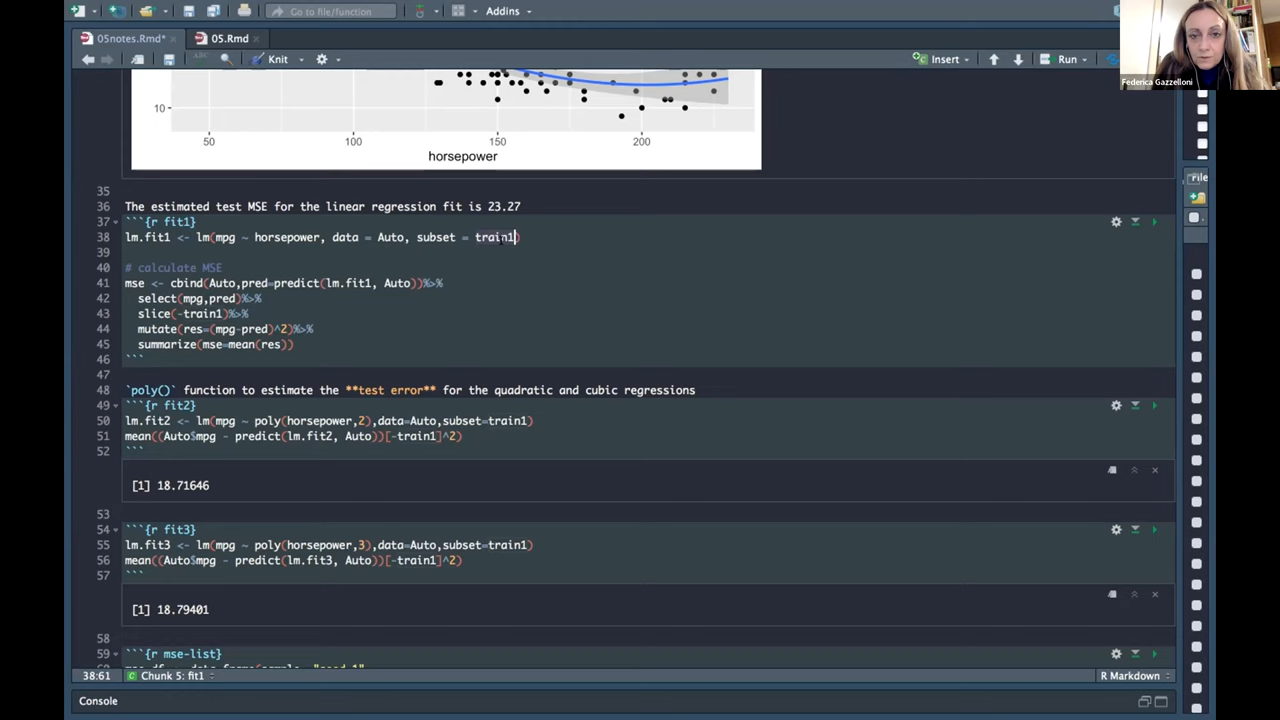 Go to file/function
Addins
05notes.Rmd*
05.Rmd
Knit
Insert
Run
Federica Gazzelloni
10
50
100
150
200
horsepower
File
35
36 The estimated test MSE for the linear regression fit is 23.27
37 ```{r fit1}
38 lm.fit1 <- lm(mpg ~ horsepower, data = Auto, subset = train1)
39
40 # calculate MSE
41 mse <- cbind(Auto,pred=predict(lm.fit1, Auto))%>%
42 select(mpg,pred)%>%
43 slice(-train1)%>%
44 mutate(res=(mpg-pred)^2)%>%
45 summarize(mse=mean(res))
46 ```
47
48 `poly()` function to estimate the **test error** for the quadratic and cubic regressions
49 ```{r fit2}
50 lm.fit2 <- lm(mpg ~ poly(horsepower,2),data=Auto,subset=train1)
51 mean((Auto$mpg - predict(lm.fit2, Auto))[-train1]^2)
52 ```
[1] 18.71646
53
54 ```{r fit3}
55 lm.fit3 <- lm(mpg ~ poly(horsepower,3),data=Auto,subset=train1)
56 mean((Auto$mpg - predict(lm.fit3, Auto))[-train1]^2)
57 ```
[1] 18.79401
58
59 ```{r mse-list}
38:61
Chunk 5: fit1
R Markdown
Console